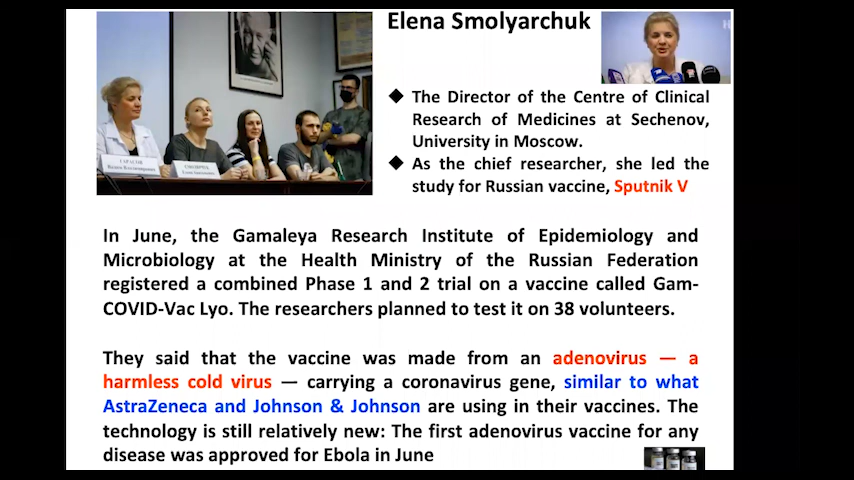 Elena Smolyarchuk
◆ The Director of the Centre of Clinical
Research of Medicines at Sechenov,
University in Moscow.
◆ As the chief researcher, she led the
study for Russian vaccine, Sputnik V
In June, the Gamaleya Research Institute of Epidemiology and
Microbiology at the Health Ministry of the Russian Federation
registered a combined Phase 1 and 2 trial on a vaccine called Gam-
COVID-Vac Lyo. The researchers planned to test it on 38 volunteers.
They said that the vaccine was made from an adenovirus — a
harmless cold virus — carrying a coronavirus gene, similar to what
AstraZeneca and Johnson & Johnson are using in their vaccines. The
technology is still relatively new: The first adenovirus vaccine for any
disease was approved for Ebola in June